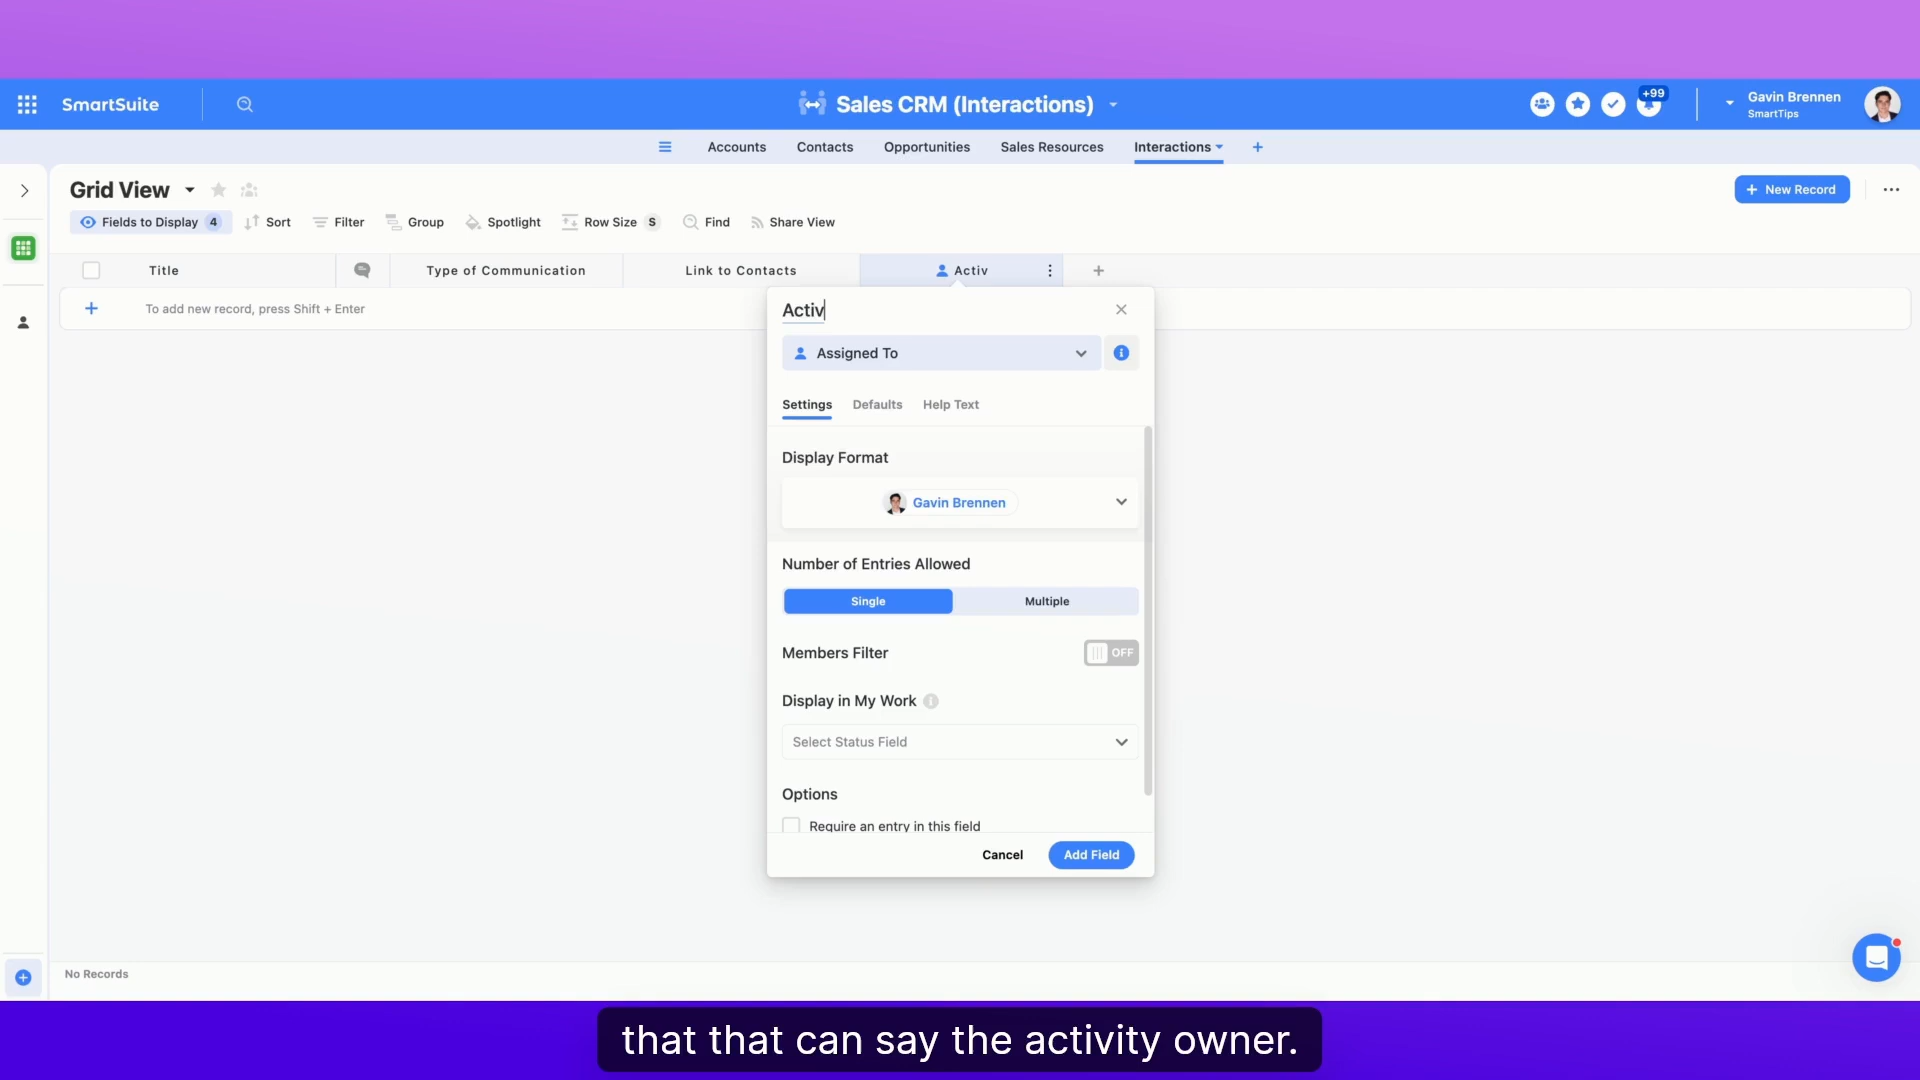 SmartSuite
Sales CRM (Interactions)
+99
Gavin Brennen
SmartTips
Accounts
Contacts
Opportunities
Sales Resources
Interactions
Grid View
New Record
Fields to Display 4
Sort
Filter
Group
Spotlight
Row Size S
Find
Share View
Title
Type of Communication
Link to Contacts
Activ
To add new record, press Shift + Enter
Activ
Assigned To
Settings
Defaults
Help Text
Display Format
Gavin Brennen
Number of Entries Allowed
Single
Multiple
Members Filter
OFF
Display in My Work
Select Status Field
Options
Require an entry in this field
Cancel
Add Field
No Records
that that can say the activity owner.